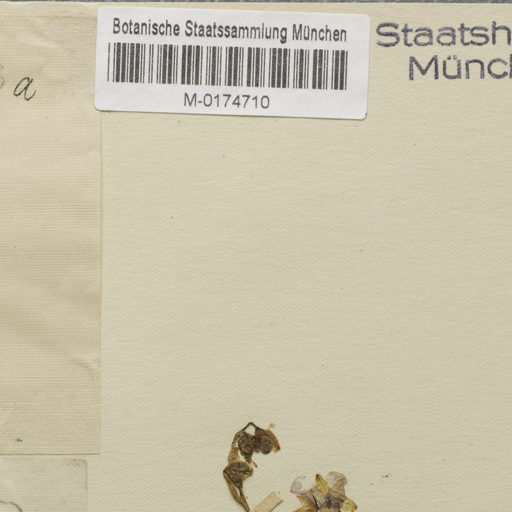 Botanische Staatssammlung München
M-0174710
Staatsh
Münc
a